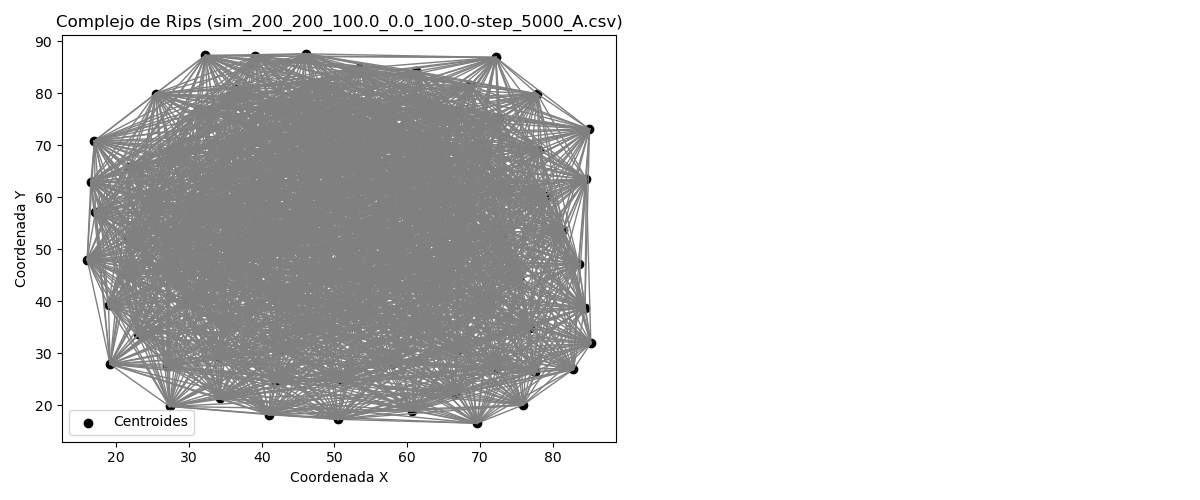 Complejo de Rips (sim_200_200_100.0_0.0_100.0-step_5000_A.csv)
90
80
70
60
50
40
30
20
Coordenada Y
Centroides
20 30 40 50 60 70 80
Coordenada X